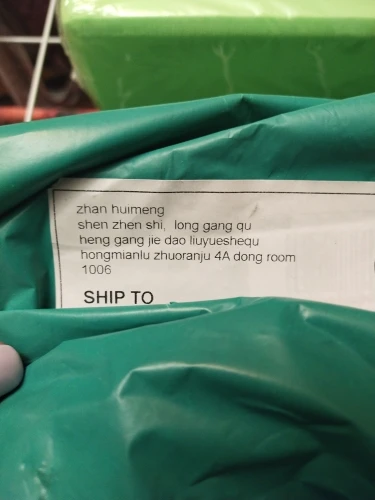 zhan huimeng
shen zhen shi, long gang qu
heng gang jie dao liuyueshequ
hongmianlu zhuoranju 4A dong room
1006
SHIP TO